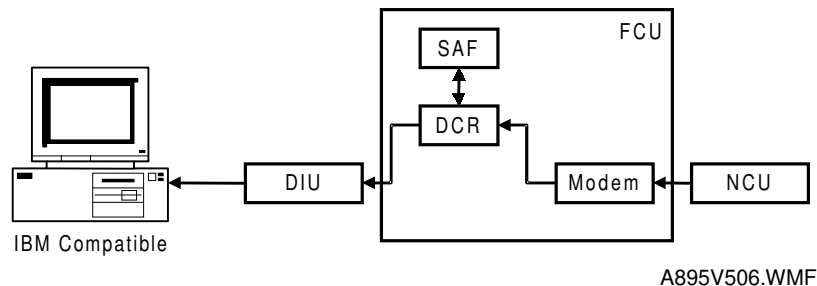 FCU
SAF
DCR
DIU
Modem
NCU
IBM Compatible
A895V506.WMF